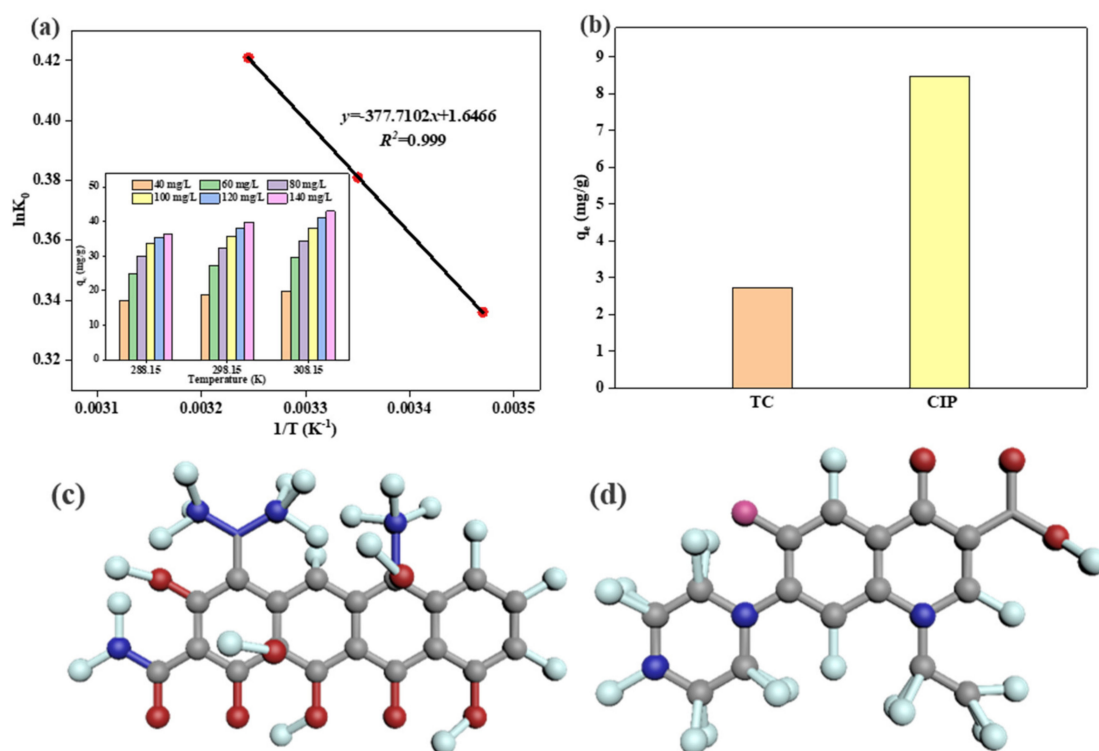 (a)
lnK0
0.42
0.40
0.38
0.36
0.34
0.32
y=-377.7102x+1.6466
R²=0.999
40 mg/L 60 mg/L 80 mg/L
100 mg/L 120 mg/L 140 mg/L
qe (mg/g)
50
40
30
20
10
0
288.15 298.15 308.15
Temperature (K)
0.0031 0.0032 0.0033 0.0034 0.0035
1/T (K⁻¹)
(b)
qe (mg/g)
9
8
7
6
5
4
3
2
1
0
TC CIP
(c)
(d)